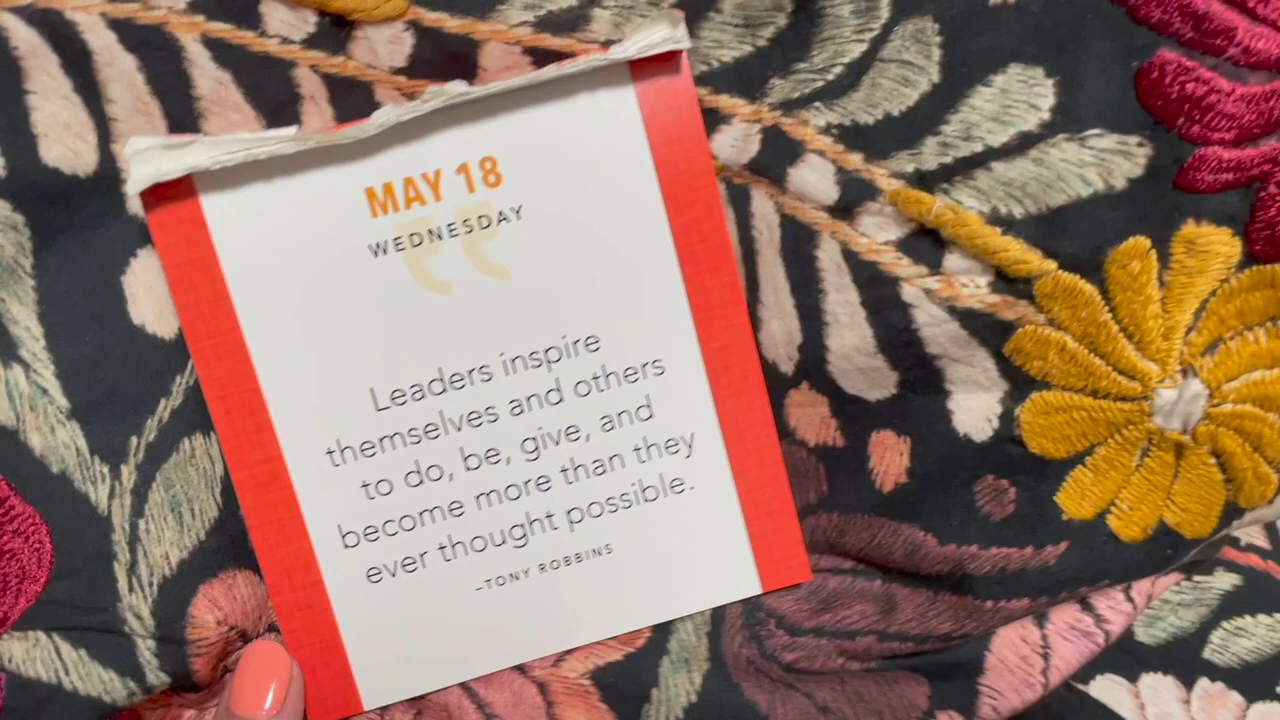 MAY 18
WEDNESDAY
Leaders inspire
themselves and others
to do, be, give, and
become more than they
ever thought possible.
–TONY ROBBINS